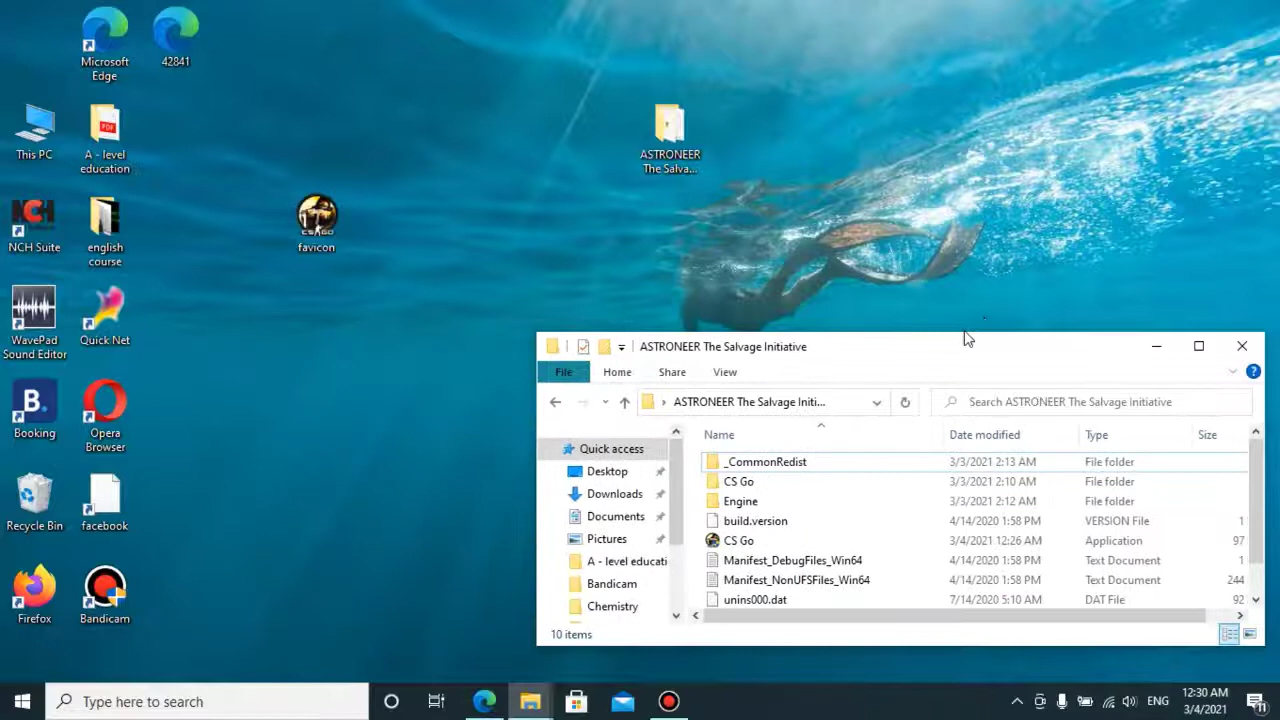 Microsoft
Edge
42841
This PC
A - level
education
ASTRONEER
The Salva...
NCH Suite
english
course
favicon
WavePad
Sound Editor
Quick Net
Booking
Opera
Browser
Recycle Bin
facebook
Firefox
Bandicam
ASTRONEER The Salvage Initiative
File
Home
Share
View
ASTRONEER The Salvage Initi...
Search ASTRONEER The Salvage Initiative
Name
Date modified
Type
Size
Quick access
Desktop
Downloads
Documents
Pictures
A - level educati
Bandicam
Chemistry
_CommonRedist 3/3/2021 2:13 AM File folder
CS Go 3/3/2021 2:10 AM File folder
Engine 3/3/2021 2:12 AM File folder
build.version 4/14/2020 1:58 PM VERSION File 1
CS Go 3/4/2021 12:26 AM Application 97
Manifest_DebugFiles_Win64 4/14/2020 1:58 PM Text Document 1
Manifest_NonUFSFiles_Win64 4/14/2020 1:58 PM Text Document 244
unins000.dat 7/14/2020 5:10 AM DAT File 92
10 items
Type here to search
ENG
12:30 AM
3/4/2021